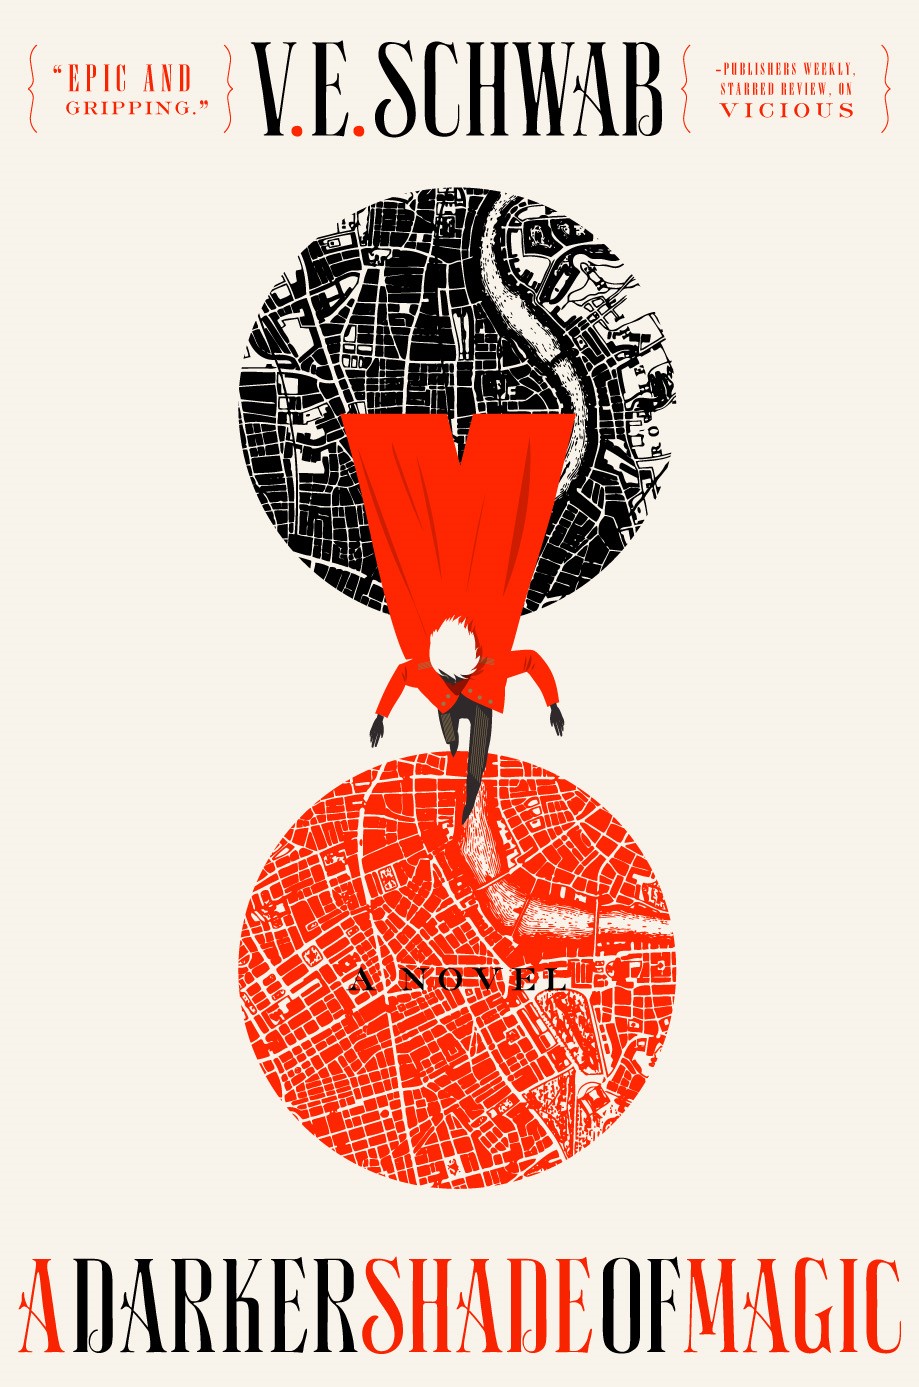 “EPIC AND
GRIPPING.”
V.E.SCHWAB
–PUBLISHERS WEEKLY,
STARRED REVIEW, ON
VICIOUS
A NOVEL
A DARKER SHADE OF MAGIC